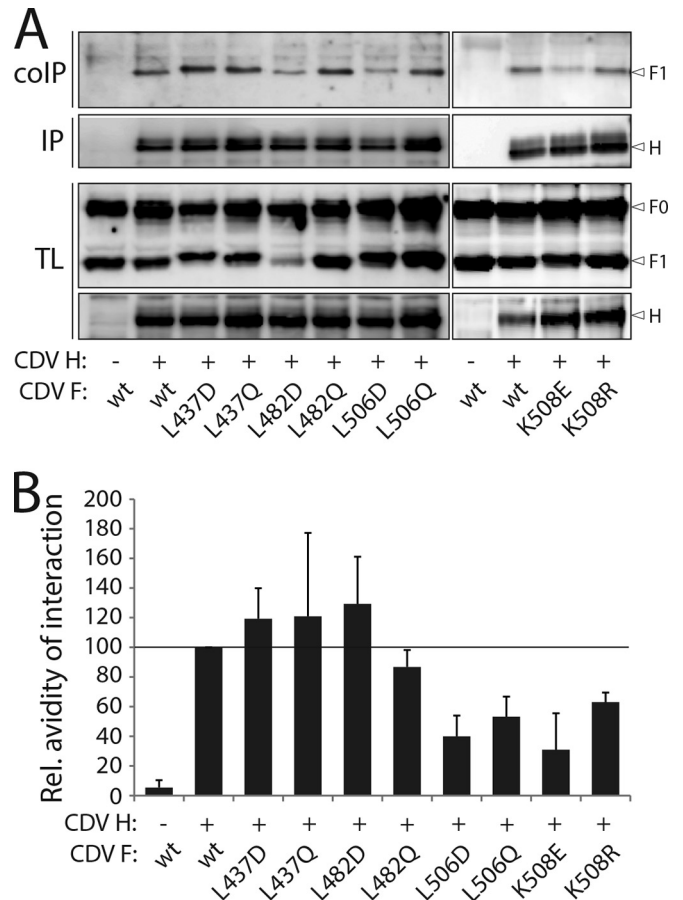 A
coIP
F1
IP
H
TL
F0
F1
H
CDV H: - + + + + + + + - + + +
CDV F: wt wt L437D L437Q L482D L482Q L506D L506Q wt wt K508E K508R
B
Rel. avidity of interaction
200
180
160
140
120
100
80
60
40
20
0
CDV H: - + + + + + + + + +
CDV F: wt wt L437D L437Q L482D L482Q L506D L506Q K508E K508R